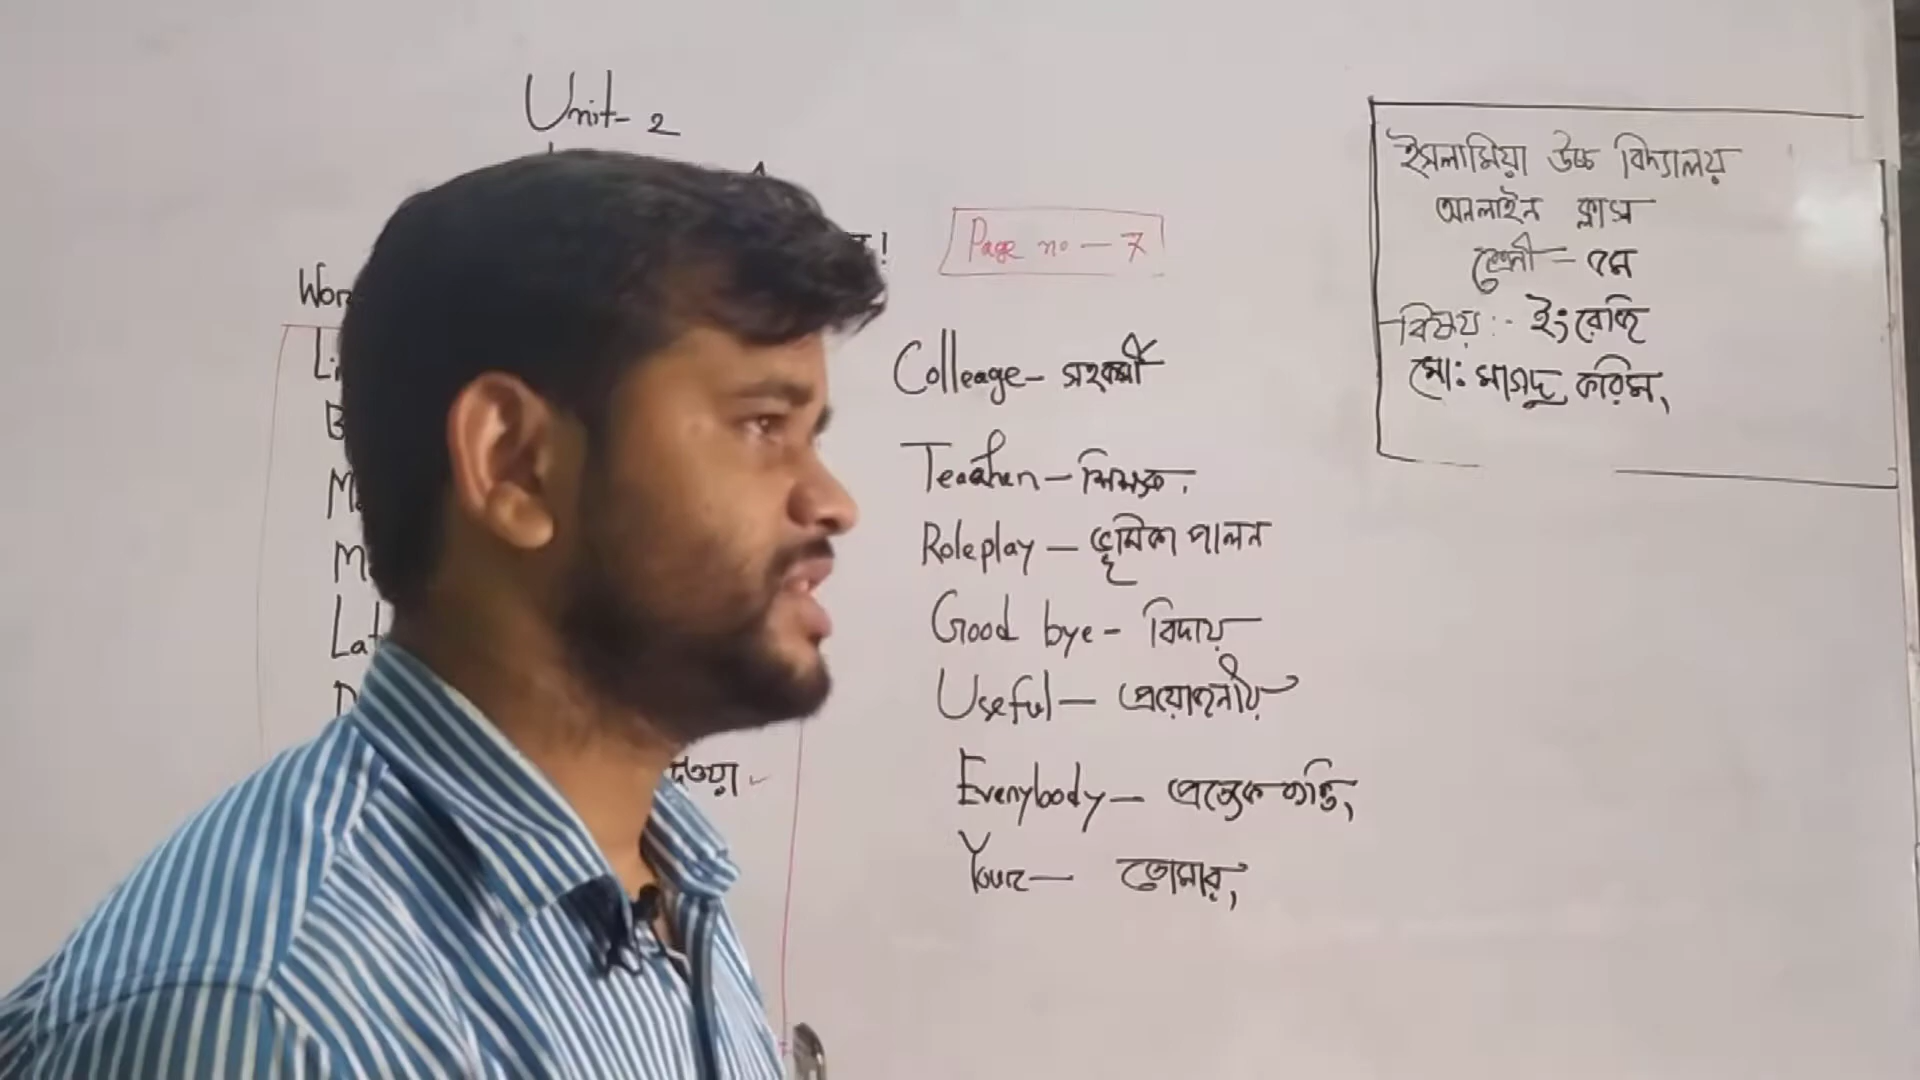 Unit- 2
Page no - 7
Colleage - সহকর্মী
Teacher - শিক্ষক
Roleplay - ভূমিকা পালন
Good bye - বিদায়
Useful - প্রয়োজনীয়
Everybody - প্রত্যেক ব্যক্তি,
Your - তোমার,
ইসলামিয়া উচ্চ বিদ্যালয়
অনলাইন ক্লাস
শ্রেণী - ৫ম
বিষয় :- ইংরেজি
মো: মাসুদ করিম,